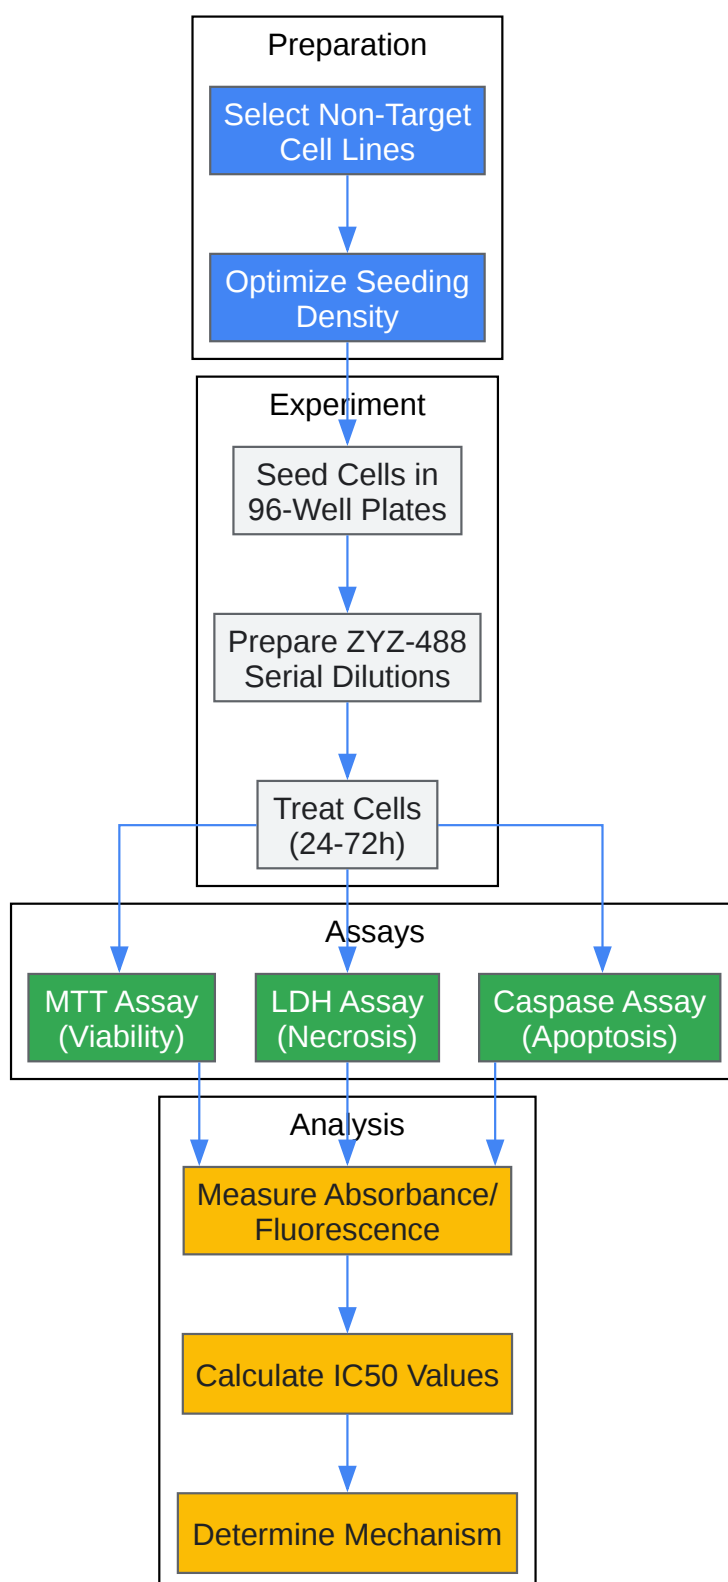 Preparation
Select Non-Target
Cell Lines
Optimize Seeding
Density
Experiment
Seed Cells in
96-Well Plates
Prepare ZYZ-488
Serial Dilutions
Treat Cells
(24-72h)
Assays
MTT Assay
(Viability)
LDH Assay
(Necrosis)
Caspase Assay
(Apoptosis)
Analysis
Measure Absorbance/
Fluorescence
Calculate IC50 Values
Determine Mechanism